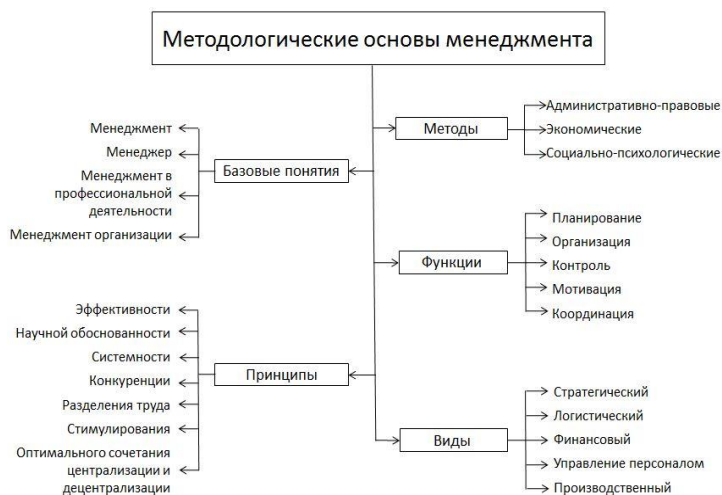 Методологические основы менеджмента
Базовые понятия
Менеджмент
Менеджер
Менеджмент в
профессиональной
деятельности
Менеджмент организации
Принципы
Эффективности
Научной обоснованности
Системности
Конкуренции
Разделения труда
Стимулирования
Оптимального сочетания
централизации и
децентрализации
Методы
Административно-правовые
Экономические
Социально-психологические
Функции
Планирование
Организация
Контроль
Мотивация
Координация
Виды
Стратегический
Логистический
Финансовый
Управление персоналом
Производственный